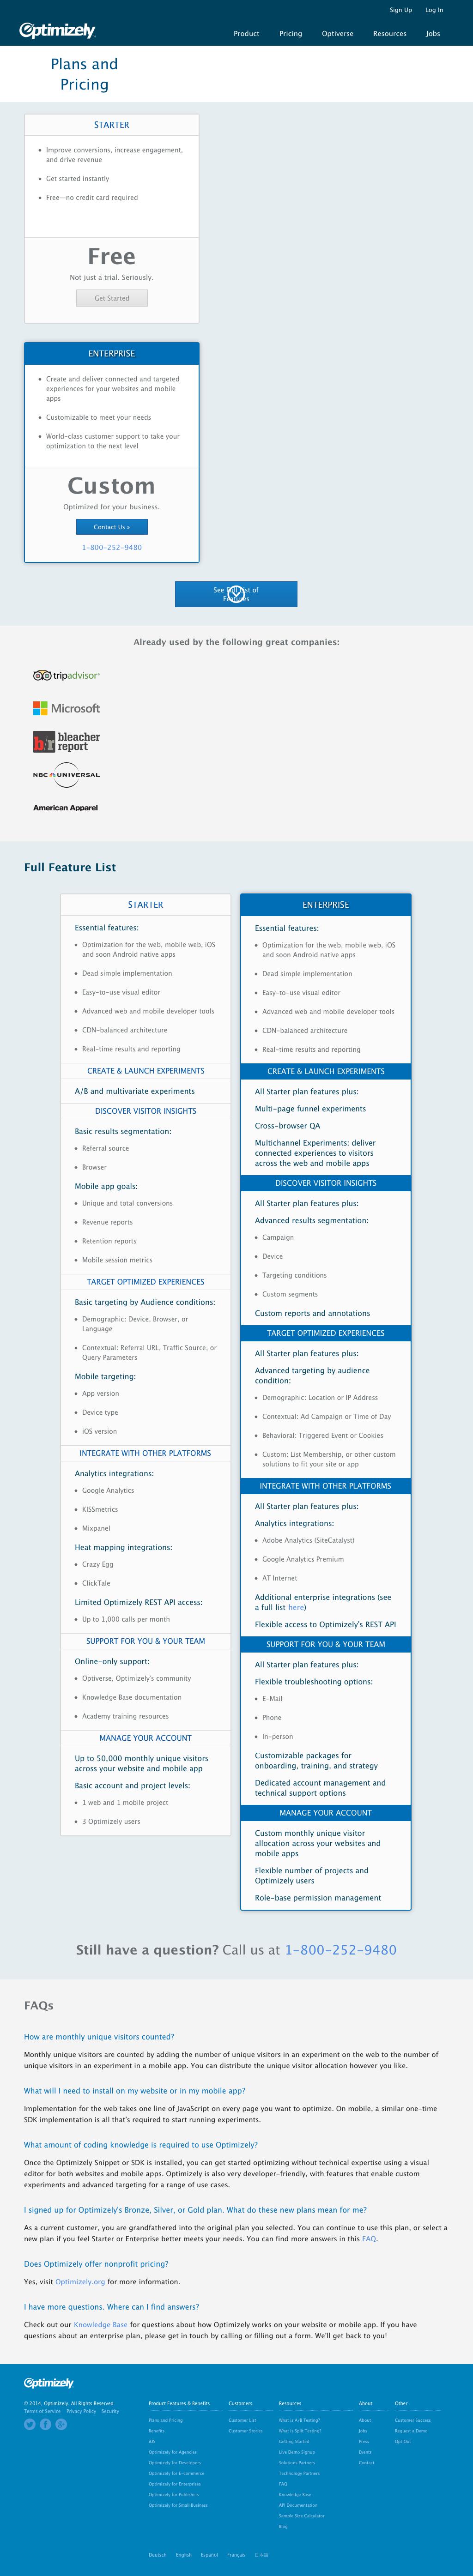 Sign Up Log In
Optimizely
Product Pricing Optiverse Resources Jobs
Plans and
Pricing
STARTER
Improve conversions, increase engagement,
and drive revenue
Get started instantly
Free—no credit card required
Free
Not just a trial. Seriously.
Get Started
ENTERPRISE
Create and deliver connected and targeted
experiences for your websites and mobile
apps
Customizable to meet your needs
World-class customer support to take your
optimization to the next level
Custom
Optimized for your business.
Contact Us »
1-800-252-9480
See Full List of
Features
Already used by the following great companies:
tripadvisor
Microsoft
b/r bleacher
report
NBC UNIVERSAL
American Apparel
Full Feature List
STARTER
Essential features:
Optimization for the web, mobile web, iOS
and soon Android native apps
Dead simple implementation
Easy-to-use visual editor
Advanced web and mobile developer tools
CDN-balanced architecture
Real-time results and reporting
CREATE & LAUNCH EXPERIMENTS
A/B and multivariate experiments
DISCOVER VISITOR INSIGHTS
Basic results segmentation:
Referral source
Browser
Mobile app goals:
Unique and total conversions
Revenue reports
Retention reports
Mobile session metrics
TARGET OPTIMIZED EXPERIENCES
Basic targeting by Audience conditions:
Demographic: Device, Browser, or
Language
Contextual: Referral URL, Traffic Source, or
Query Parameters
Mobile targeting:
App version
Device type
iOS version
INTEGRATE WITH OTHER PLATFORMS
Analytics integrations:
Google Analytics
KISSmetrics
Mixpanel
Heat mapping integrations:
Crazy Egg
ClickTale
Limited Optimizely REST API access:
Up to 1,000 calls per month
SUPPORT FOR YOU & YOUR TEAM
Online-only support:
Optiverse, Optimizely's community
Knowledge Base documentation
Academy training resources
MANAGE YOUR ACCOUNT
Up to 50,000 monthly unique visitors
across your website and mobile app
Basic account and project levels:
1 web and 1 mobile project
3 Optimizely users
ENTERPRISE
Essential features:
Optimization for the web, mobile web, iOS
and soon Android native apps
Dead simple implementation
Easy-to-use visual editor
Advanced web and mobile developer tools
CDN-balanced architecture
Real-time results and reporting
CREATE & LAUNCH EXPERIMENTS
All Starter plan features plus:
Multi-page funnel experiments
Cross-browser QA
Multichannel Experiments: deliver
connected experiences to visitors
across the web and mobile apps
DISCOVER VISITOR INSIGHTS
All Starter plan features plus:
Advanced results segmentation:
Campaign
Device
Targeting conditions
Custom segments
Custom reports and annotations
TARGET OPTIMIZED EXPERIENCES
All Starter plan features plus:
Advanced targeting by audience
condition:
Demographic: Location or IP Address
Contextual: Ad Campaign or Time of Day
Behavioral: Triggered Event or Cookies
Custom: List Membership, or other custom
solutions to fit your site or app
INTEGRATE WITH OTHER PLATFORMS
All Starter plan features plus:
Analytics integrations:
Adobe Analytics (SiteCatalyst)
Google Analytics Premium
AT Internet
Additional enterprise integrations (see
a full list here)
Flexible access to Optimizely's REST API
SUPPORT FOR YOU & YOUR TEAM
All Starter plan features plus:
Flexible troubleshooting options:
E-Mail
Phone
In-person
Customizable packages for
onboarding, training, and strategy
Dedicated account management and
technical support options
MANAGE YOUR ACCOUNT
Custom monthly unique visitor
allocation across your websites and
mobile apps
Flexible number of projects and
Optimizely users
Role-base permission management
Still have a question? Call us at 1-800-252-9480
FAQs
How are monthly unique visitors counted?
Monthly unique visitors are counted by adding the number of unique visitors in an experiment on the web to the number of
unique visitors in an experiment in a mobile app. You can distribute the unique visitor allocation however you like.
What will I need to install on my website or in my mobile app?
Implementation for the web takes one line of JavaScript on every page you want to optimize. On mobile, a similar one-time
SDK implementation is all that's required to start running experiments.
What amount of coding knowledge is required to use Optimizely?
Once the Optimizely Snippet or SDK is installed, you can get started optimizing without technical expertise using a visual
editor for both websites and mobile apps. Optimizely is also very developer-friendly, with features that enable custom
experiments and advanced targeting for a range of use cases.
I signed up for Optimizely's Bronze, Silver, or Gold plan. What do these new plans mean for me?
As a current customer, you are grandfathered into the original plan you selected. You can continue to use this plan, or select a
new plan if you feel Starter or Enterprise better meets your needs. You can find more answers in this FAQ.
Does Optimizely offer nonprofit pricing?
Yes, visit Optimizely.org for more information.
I have more questions. Where can I find answers?
Check out our Knowledge Base for questions about how Optimizely works on your website or mobile app. If you have
questions about an enterprise plan, please get in touch by calling or filling out a form. We'll get back to you!
Optimizely
© 2014, Optimizely. All Rights Reserved
Terms of Service Privacy Policy Security
Product Features & Benefits
Plans and Pricing
Benefits
iOS
Optimizely for Agencies
Optimizely for Developers
Optimizely for E-commerce
Optimizely for Enterprises
Optimizely for Publishers
Optimizely for Small Business
Customers
Customer List
Customer Stories
Resources
What is A/B Testing?
What is Split Testing?
Getting Started
Live Demo Signup
Solutions Partners
Technology Partners
FAQ
Knowledge Base
API Documentation
Sample Size Calculator
Blog
About
About
Jobs
Press
Events
Contact
Other
Customer Success
Request a Demo
Opt Out
Deutsch English Español Français 日本語